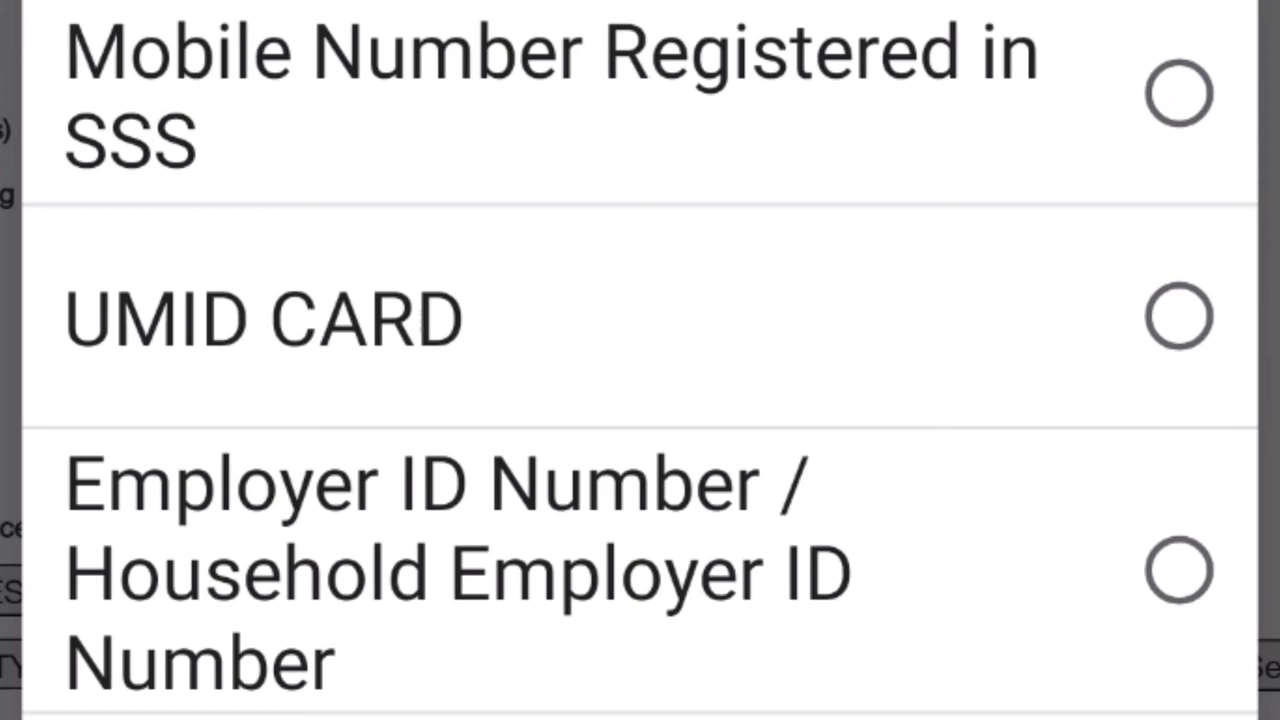 Mobile Number Registered in
SSS
UMID CARD
Employer ID Number /
Household Employer ID
Number